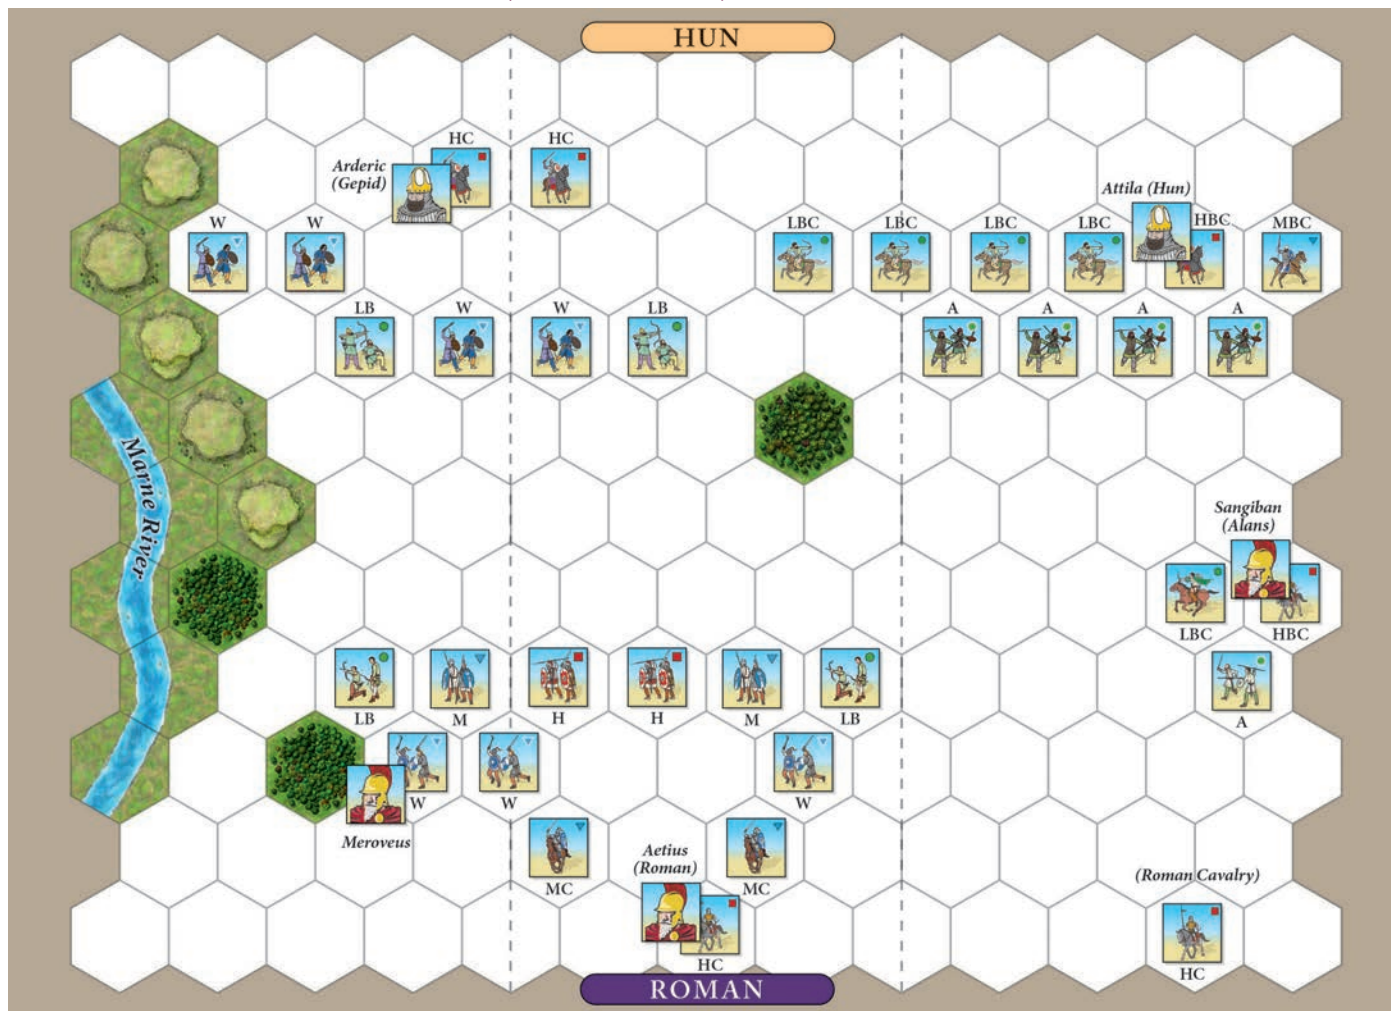 HUN
HC HC
Arderic
(Gepid)
Attila (Hun)
W W LBC LBC LBC LBC HBC MBC
LB W W LB A A A A
Marne River
Sangiban
(Alans)
LBC HBC
LB M H H M LB A
W W W
Meroveus
Aetius
(Roman)
MC MC
(Roman Cavalry)
HC HC
ROMAN